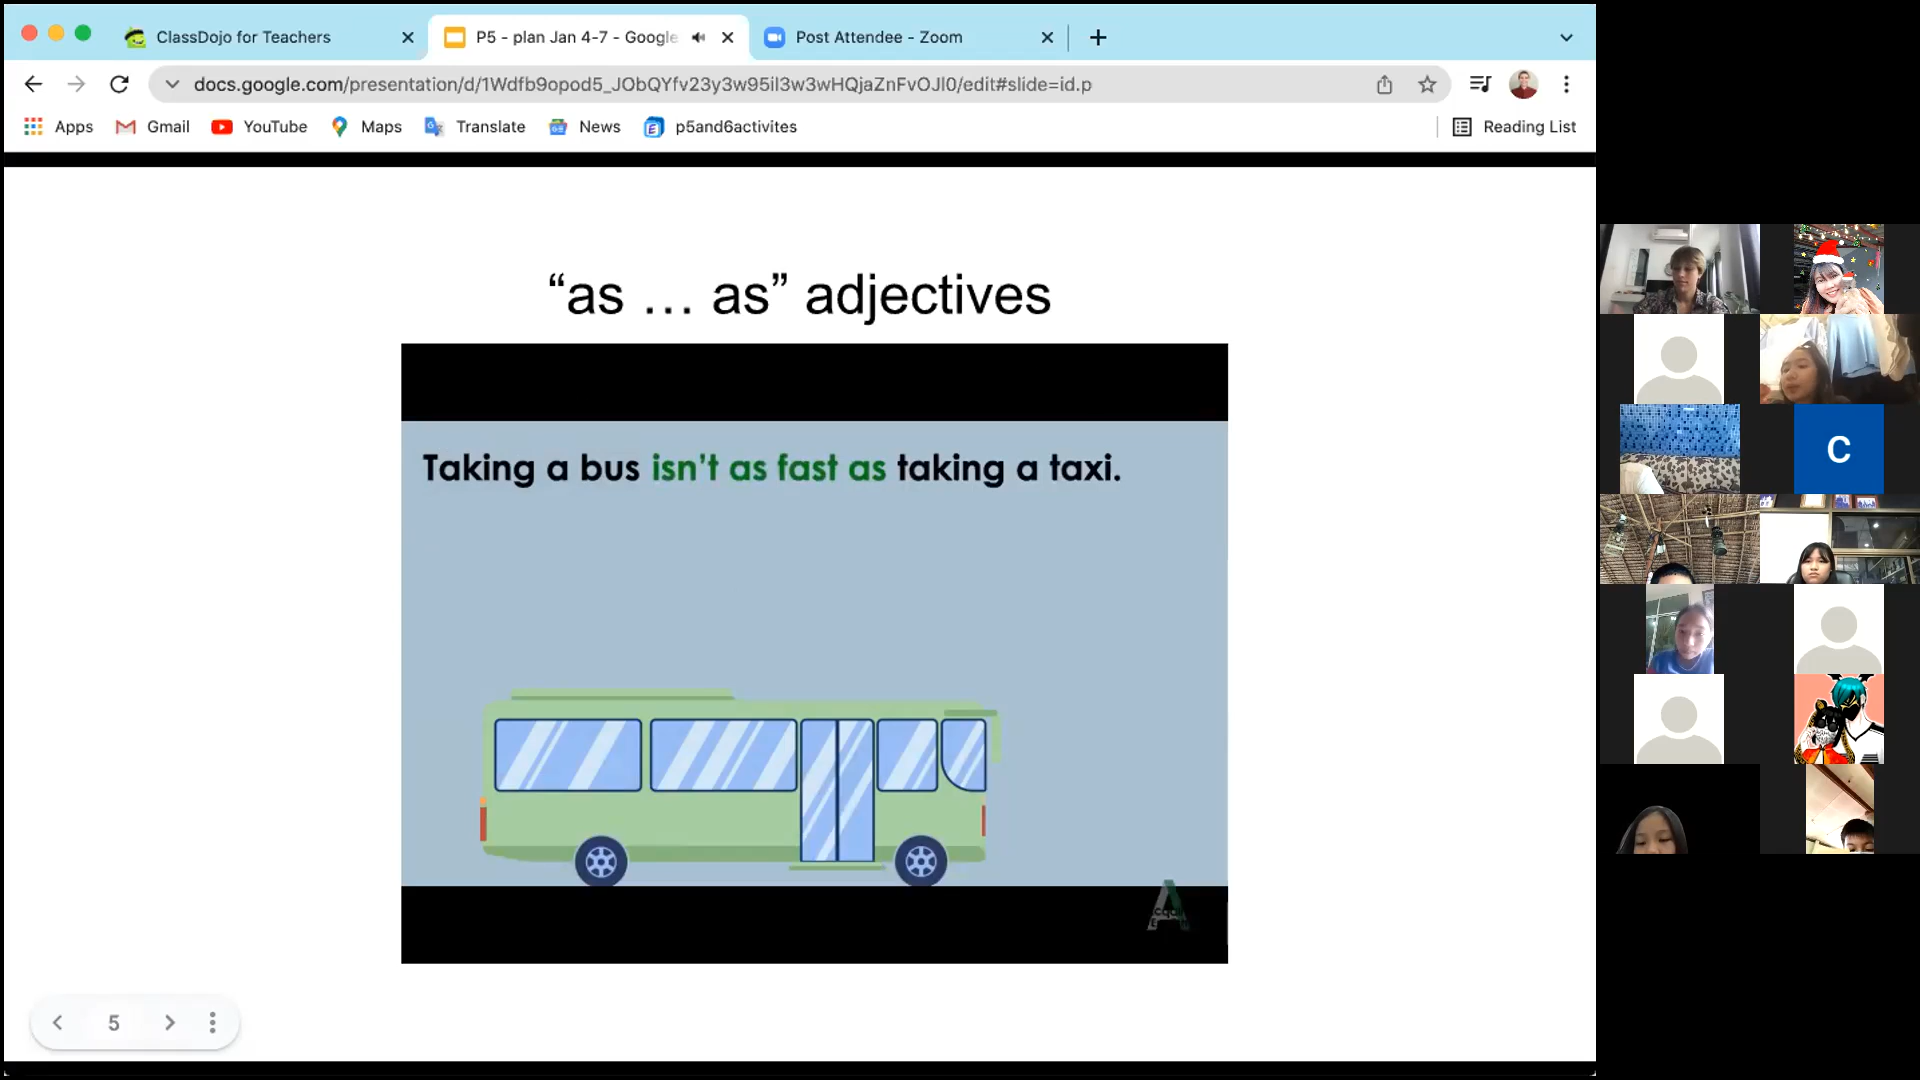 ClassDojo for Teachers
P5 - plan Jan 4-7 - Google
Post Attendee - Zoom
docs.google.com/presentation/d/1Wdfb9opod5_JObQYfv23y3w95il3w3wHQjaZnFvOJl0/edit#slide=id.p
Apps
Gmail
YouTube
Maps
Translate
News
p5and6activites
Reading List
“as … as” adjectives
Taking a bus isn't as fast as taking a taxi.
C
A
5